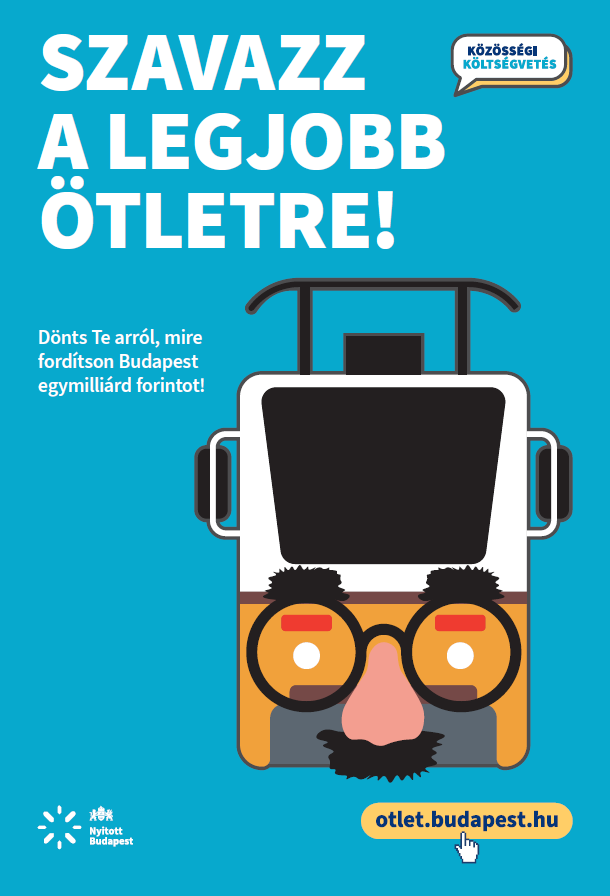 SZAVAZZ
A LEGJOBB
ÖTLETRE!
KÖZÖSSÉGI
KÖLTSÉGVETÉS
Dönts Te arról, mire
fordítson Budapest
egymilliárd forintot!
Nyitott
Budapest
otlet.budapest.hu